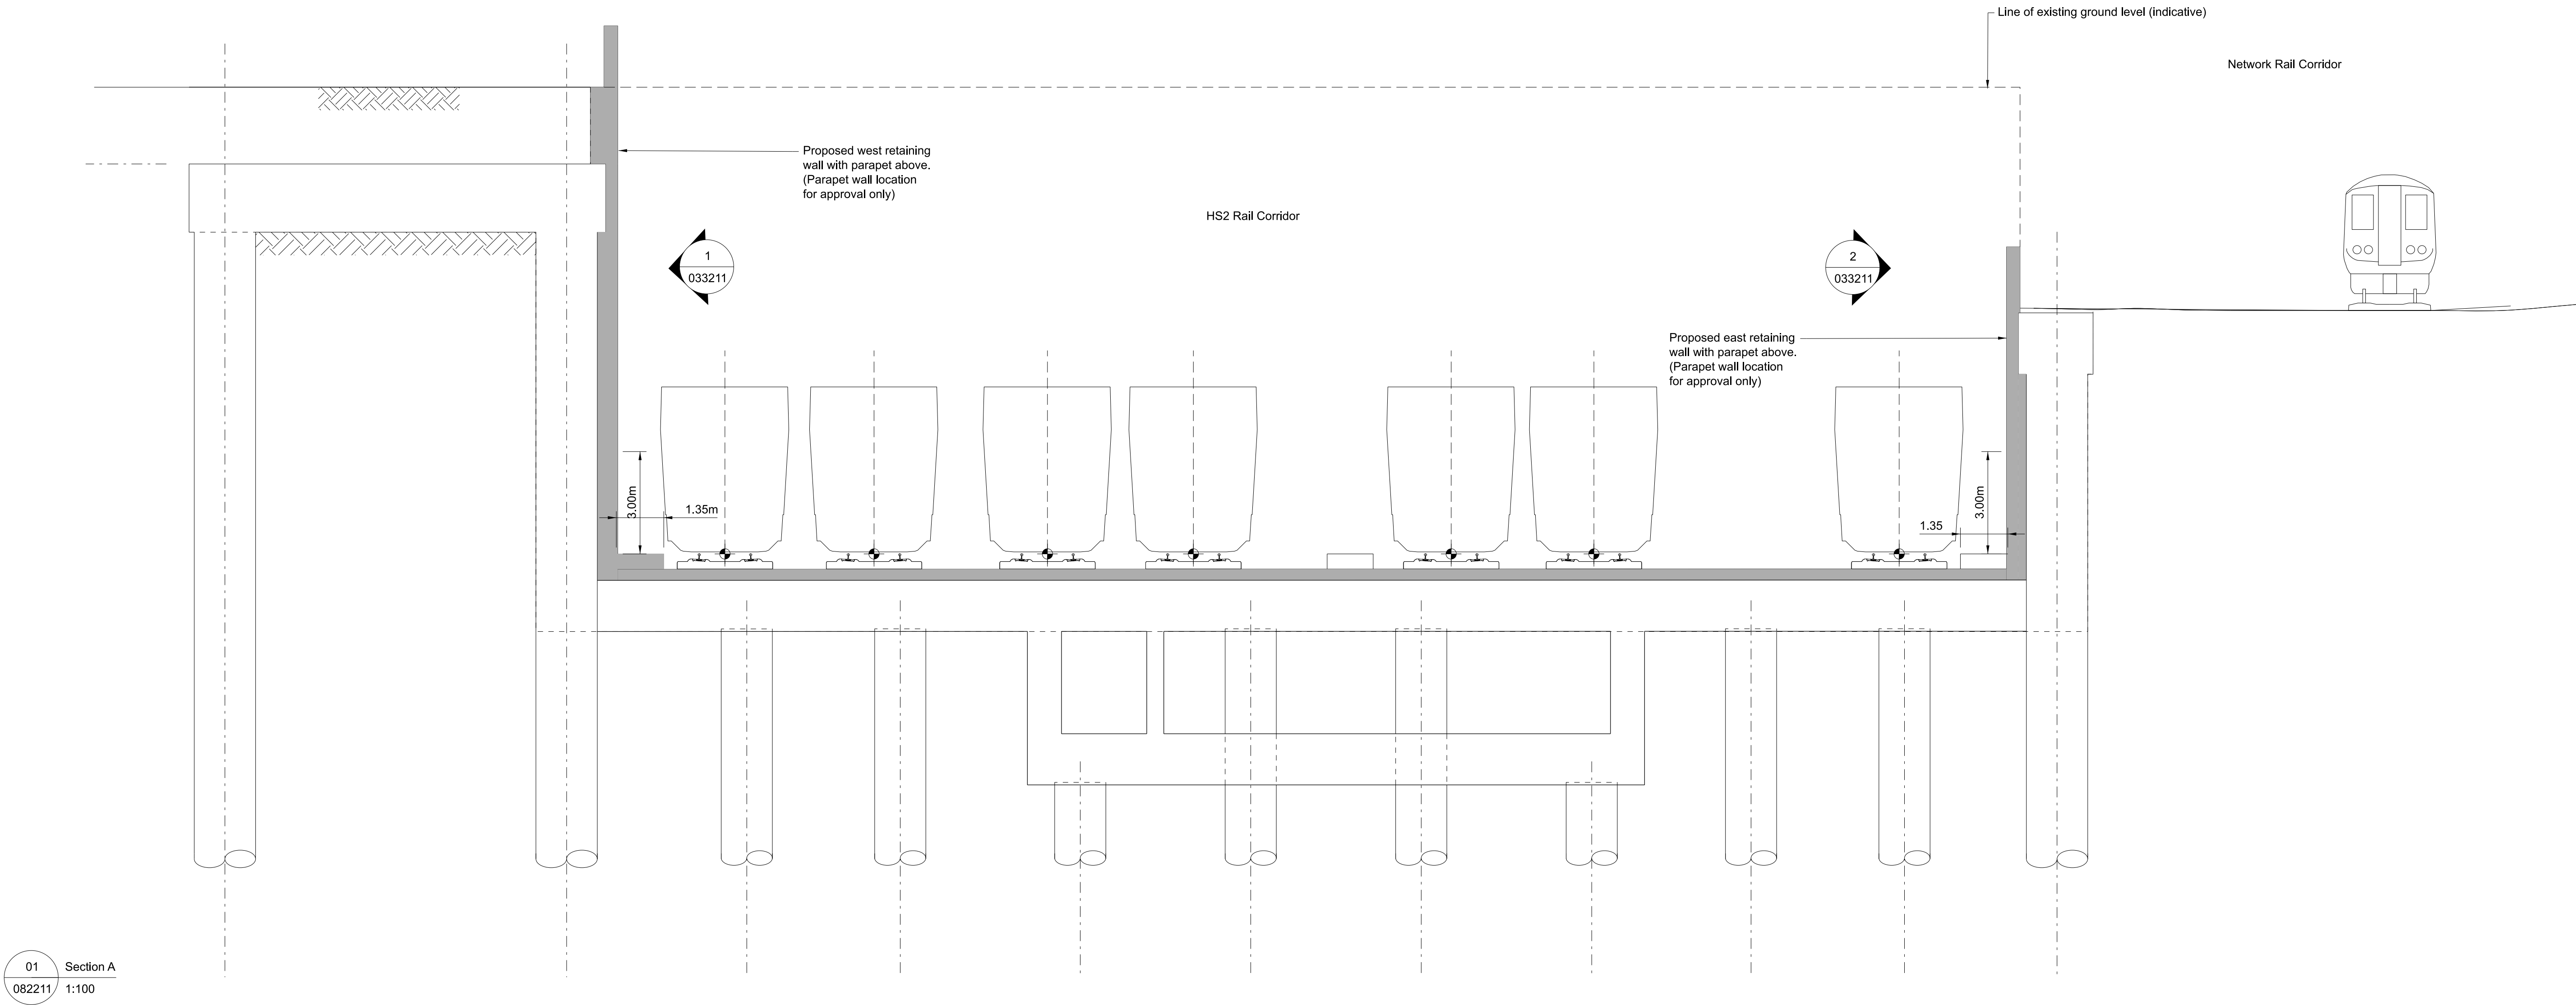 Line of existing ground level (indicative)
Network Rail Corridor
Proposed west retaining
wall with parapet above.
(Parapet wall location
for approval only)
HS2 Rail Corridor
1
033211
2
033211
Proposed east retaining
wall with parapet above.
(Parapet wall location
for approval only)
3.00m
1.35m
3.00m
1.35
01
082211
Section A
1:100